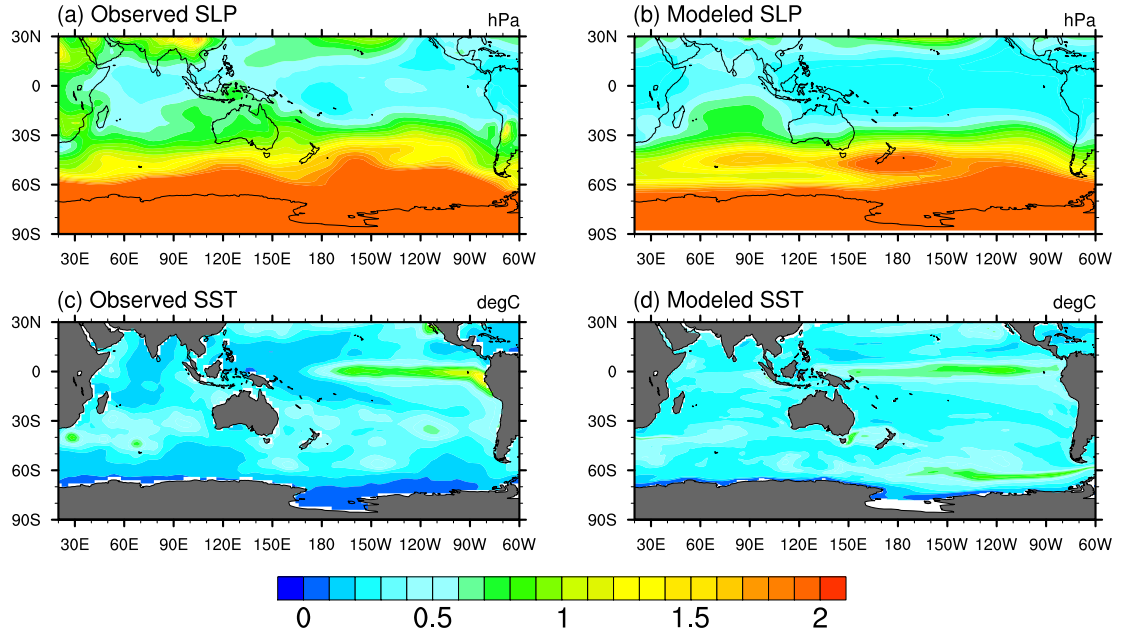 (a) Observed SLP hPa
(b) Modeled SLP hPa
30N
0
30S
60S
90S
30E 60E 90E 120E 150E 180 150W 120W 90W 60W
30N
0
30S
60S
90S
30E 60E 90E 120E 150E 180 150W 120W 90W 60W
(c) Observed SST degC
(d) Modeled SST degC
30N
0
30S
60S
90S
30E 60E 90E 120E 150E 180 150W 120W 90W 60W
30N
0
30S
60S
90S
30E 60E 90E 120E 150E 180 150W 120W 90W 60W
0 0.5 1 1.5 2